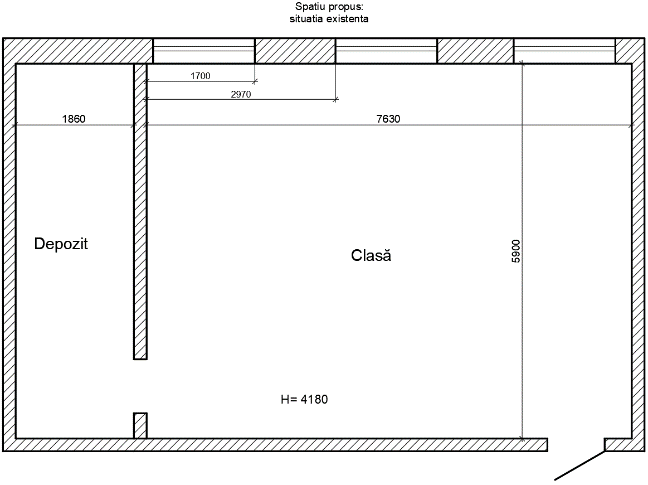 Spatiu propus:
situatia existenta
1700
2970
1860
7630
Depozit
Clasă
5900
H= 4180